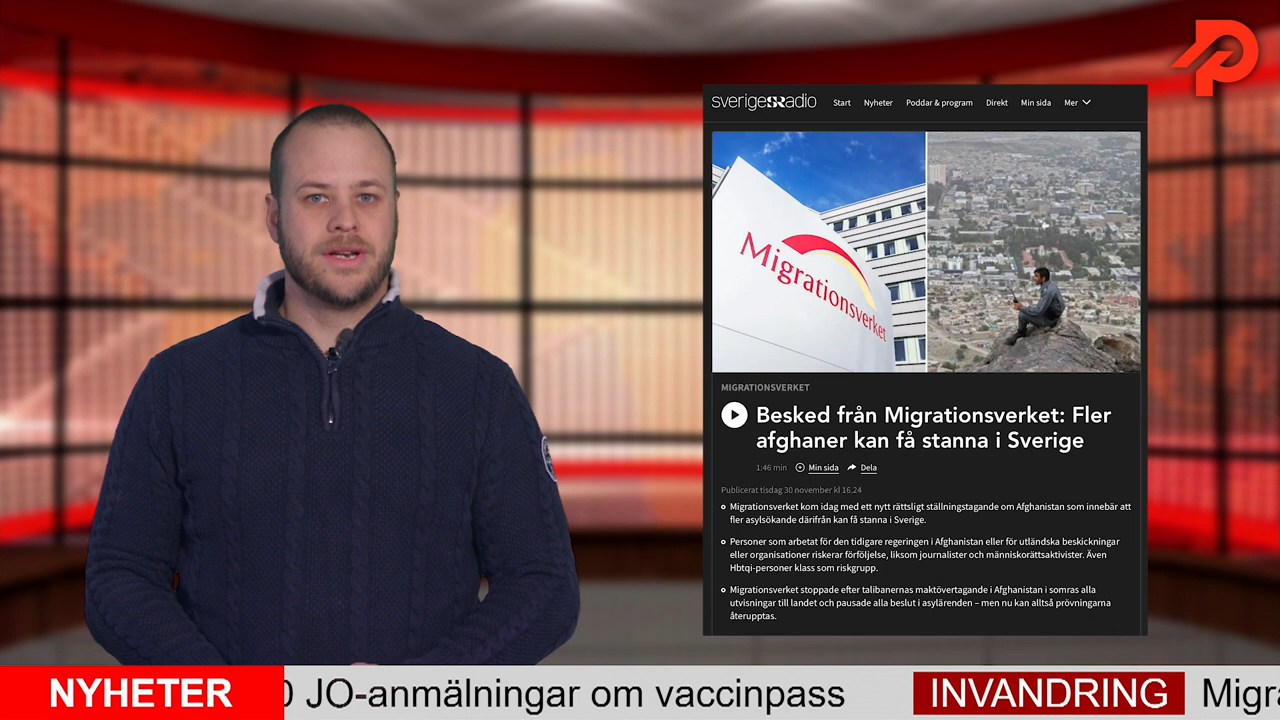 sverigesRadio Start Nyheter Poddar & program Direkt Min sida Mer
Migrationsverket
MIGRATIONSVERKET
Besked från Migrationsverket: Fler
afghaner kan få stanna i Sverige
1:46 min Min sida Dela
Publicerat tisdag 30 november kl 16.24
Migrationsverket kom idag med ett nytt rättsligt ställningstagande om Afghanistan som innebär att
fler asylsökande därifrån kan få stanna i Sverige.
Personer som arbetat för den tidigare regeringen i Afghanistan eller för utländska beskickningar
eller organisationer riskerar förföljelse, liksom journalister och människorättsaktivister. Även
Hbtqi-personer klass som riskgrupp.
Migrationsverket stoppade efter talibanernas maktövertagande i Afghanistan i somras alla
utvisningar till landet och pausade alla beslut i asylärenden – men nu kan alltså prövningarna
återupptas.
NYHETER 0 JO-anmälningar om vaccinpass INVANDRING Migr